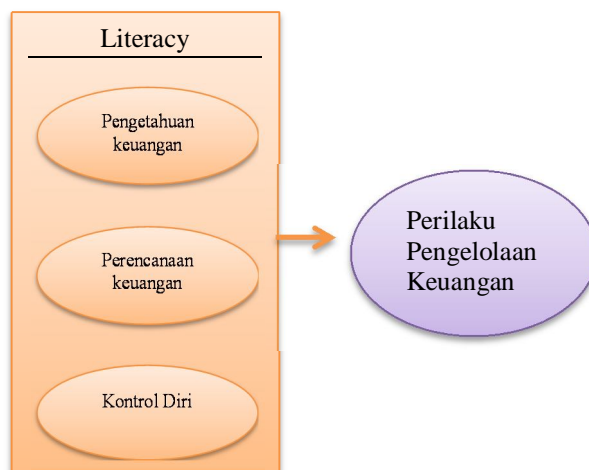 Literacy
Pengetahuan
keuangan
Perencanaan
keuangan
Kontrol Diri
Perilaku
Pengelolaan
Keuangan